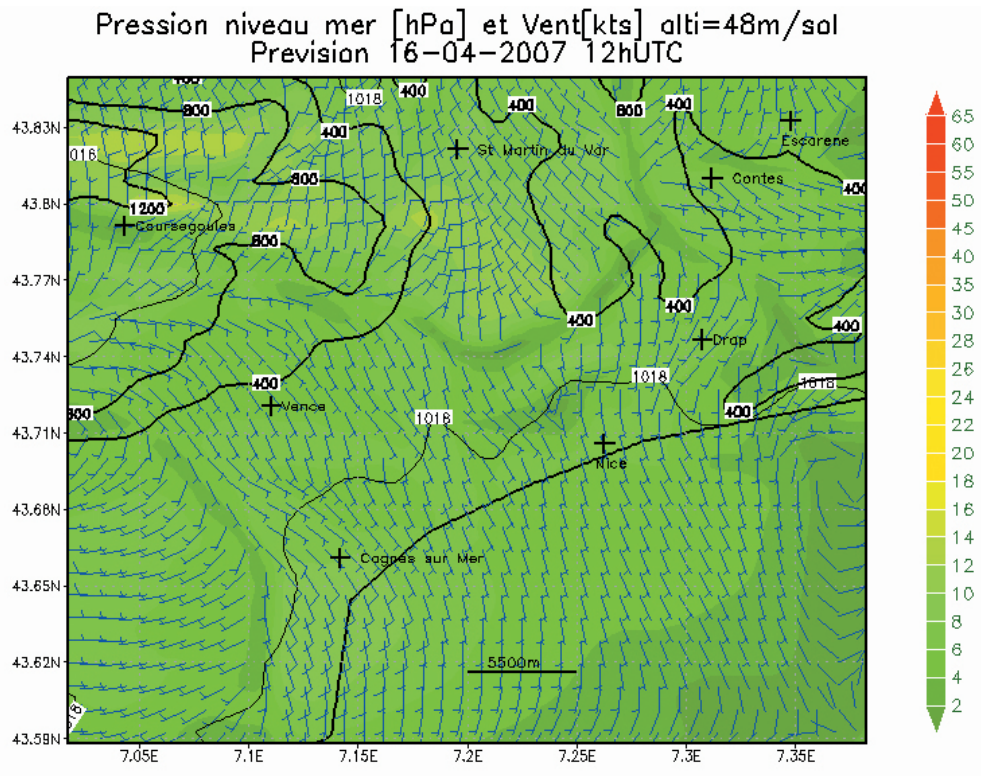 Pression niveau mer [hPa] et Vent[kts] alti=48m/sol
Prevision 16-04-2007 12hUTC
400
1018
400
800
400
800
400
400
43.83N
Escarene
St Martin du Var
1016
800
Contes
400
43.8N
1200
Coursegoules
800
43.77N
400
400
400
Drap
43.74N
1018
1018
400
Vence
400
800
1018
43.71N
Nice
43.68N
Cagnes sur Mer
43.65N
43.62N
5500m
1018
43.59N
7.05E 7.1E 7.15E 7.2E 7.25E 7.3E 7.35E
65
60
55
50
45
40
35
30
28
26
24
22
20
18
16
14
12
10
8
6
4
2